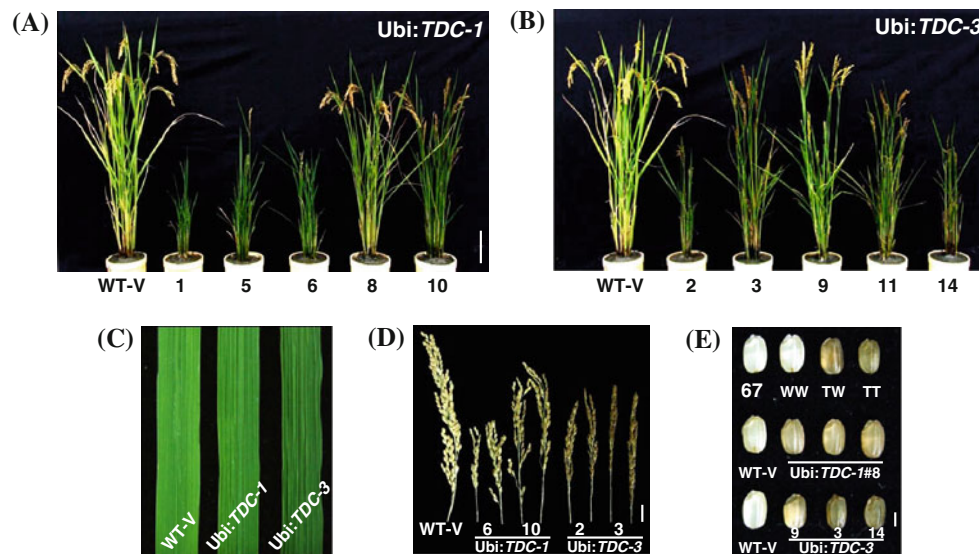 (A)
Ubi:TDC-1
WT-V 1 5 6 8 10
(B)
Ubi:TDC-3
WT-V 2 3 9 11 14
(C)
WT-V
Ubi:TDC-1
Ubi:TDC-3
(D)
WT-V 6 10 2 3
Ubi:TDC-1 Ubi:TDC-3
(E)
67 WW TW TT
WT-V Ubi:TDC-1#8
9 3 14
WT-V Ubi:TDC-3